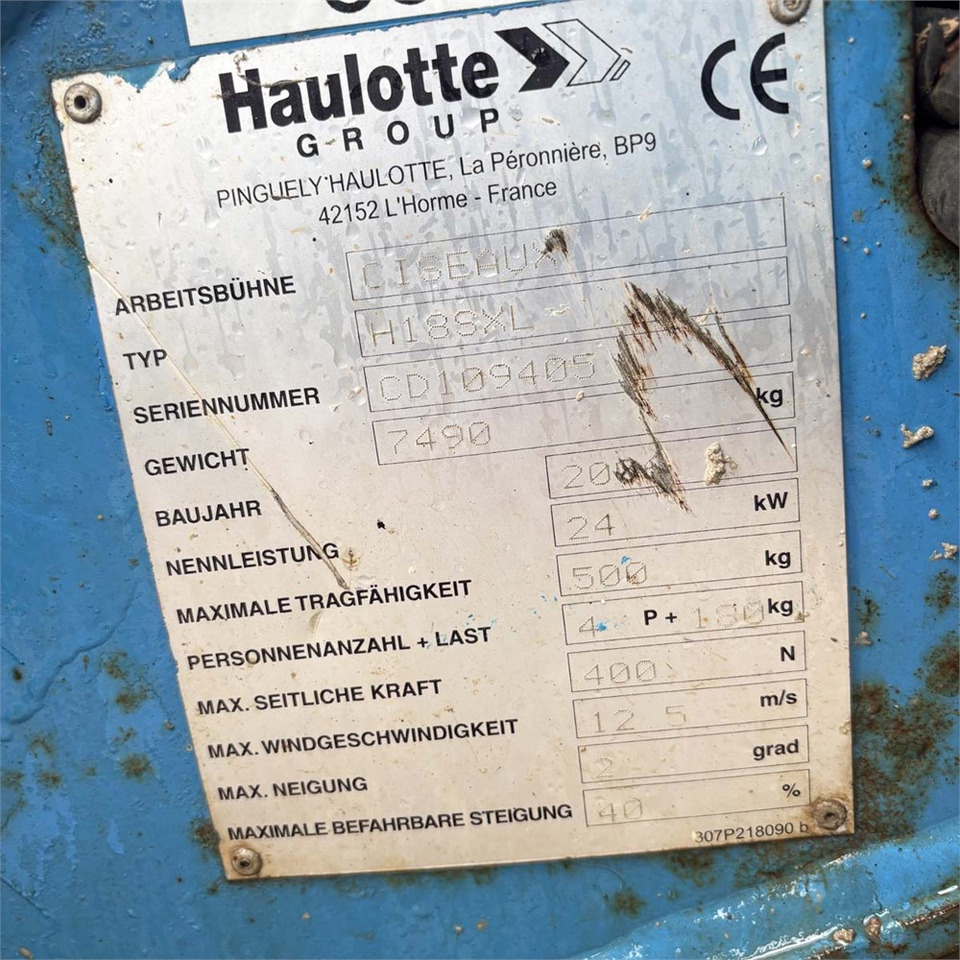 Haulotte
GROUP
CE
PINGUELY HAULOTTE, La Péronnière, BP9
42152 L'Horme - France
ARBEITSBÜHNE CISEAUX
TYP H18SXL
SERIENNUMMER CD109405
GEWICHT 7490 kg
BAUJAHR
NENNLEISTUNG 24 kW
MAXIMALE TRAGFÄHIGKEIT 500 kg
PERSONNENANZAHL + LAST 4 P + 180 kg
MAX. SEITLICHE KRAFT 400 N
MAX. WINDGESCHWINDIGKEIT 12 5 m/s
MAX. NEIGUNG 2 grad
MAXIMALE BEFAHRBARE STEIGUNG 40 %
307P218090 b